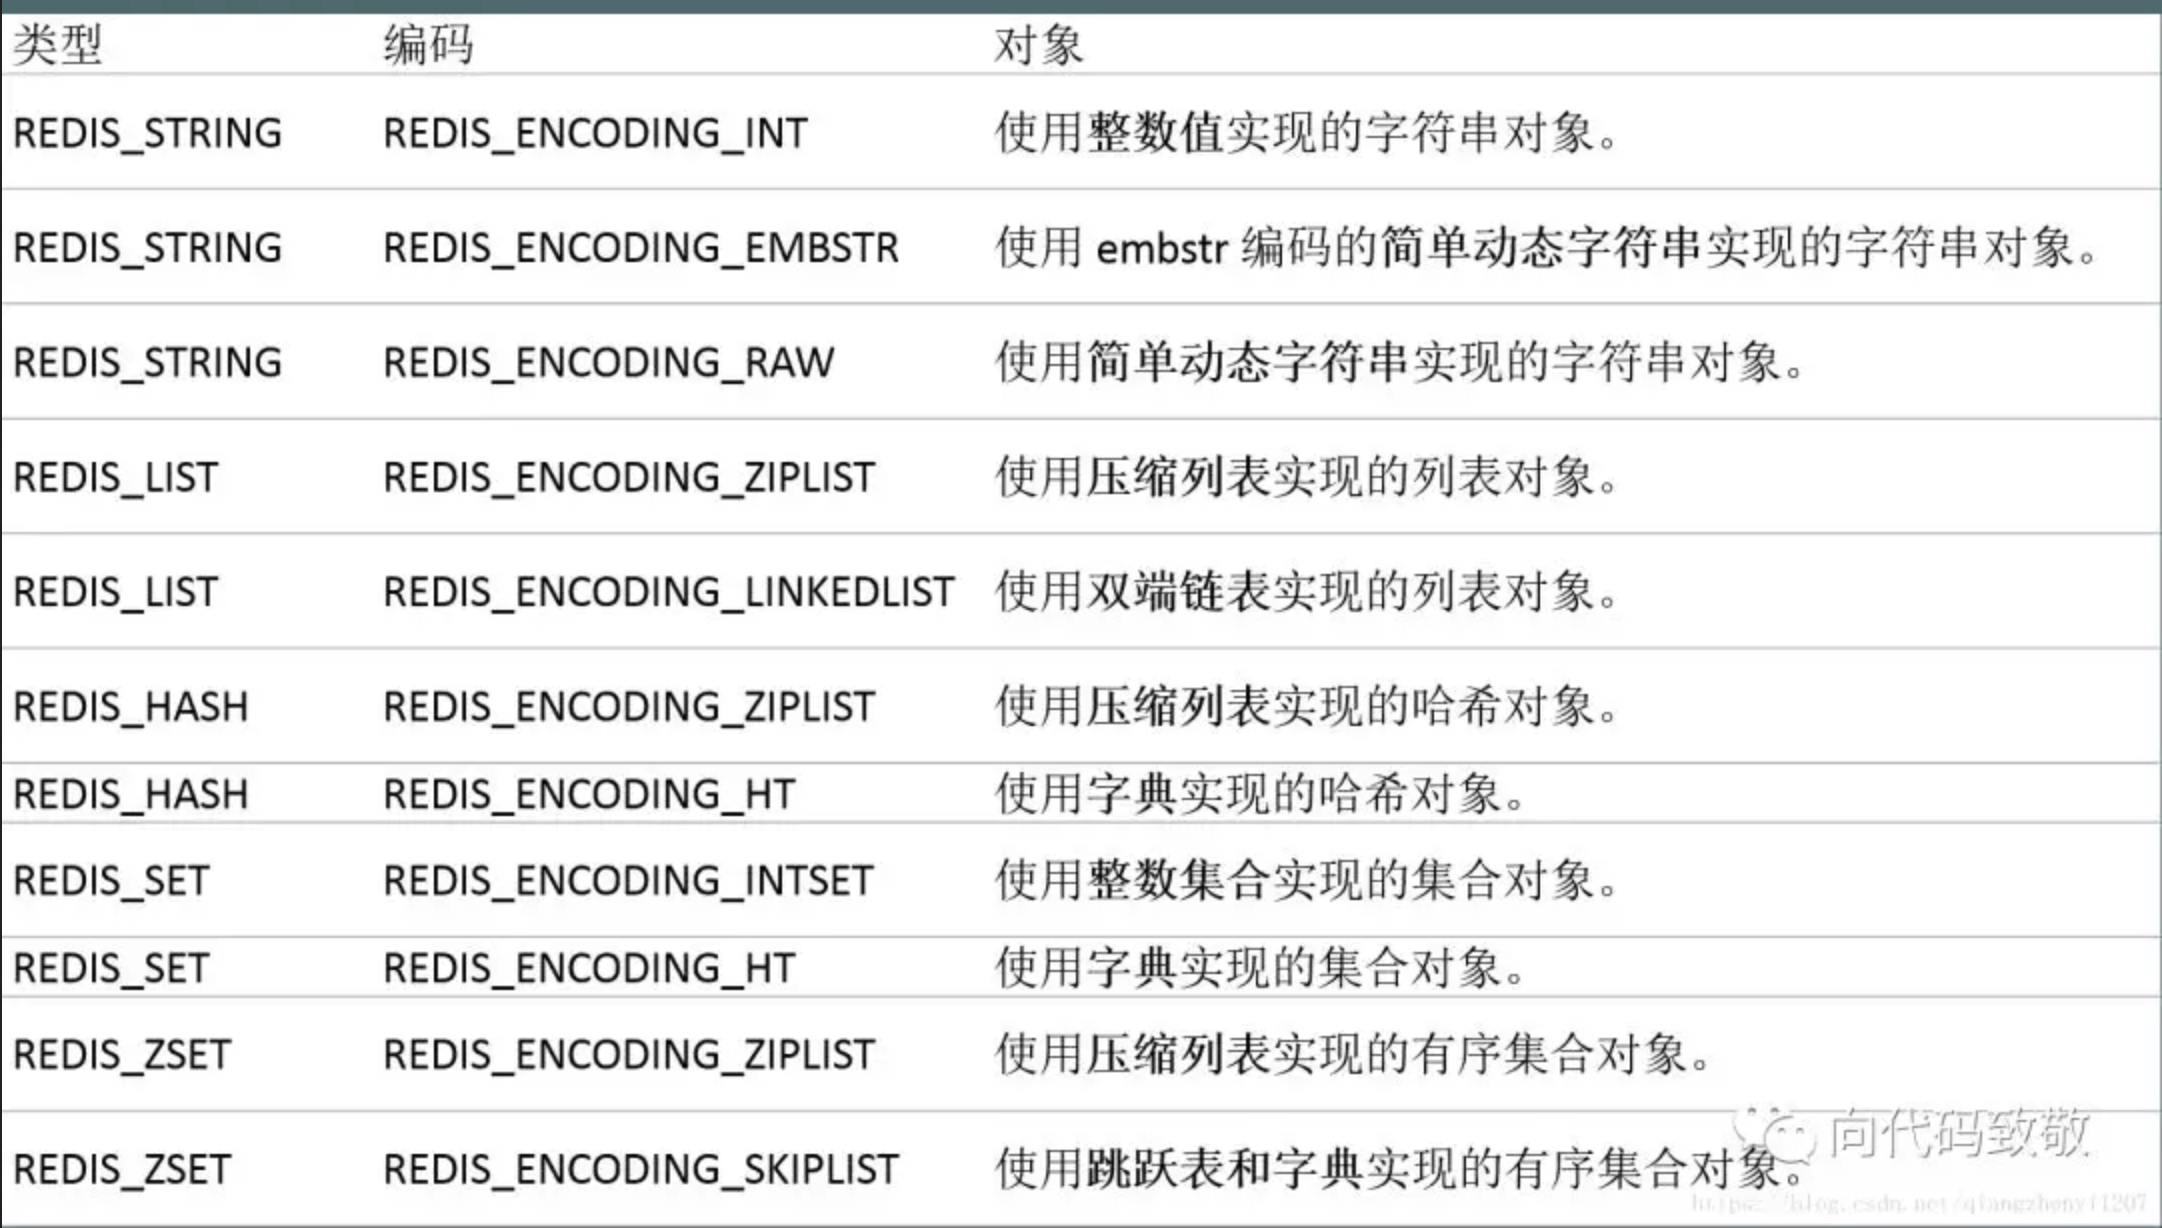 类型 编码 对象
REDIS_STRING REDIS_ENCODING_INT 使用整数值实现的字符串对象。
REDIS_STRING REDIS_ENCODING_EMBSTR 使用 embstr 编码的简单动态字符串实现的字符串对象。
REDIS_STRING REDIS_ENCODING_RAW 使用简单动态字符串实现的字符串对象。
REDIS_LIST REDIS_ENCODING_ZIPLIST 使用压缩列表实现的列表对象。
REDIS_LIST REDIS_ENCODING_LINKEDLIST 使用双端链表实现的列表对象。
REDIS_HASH REDIS_ENCODING_ZIPLIST 使用压缩列表实现的哈希对象。
REDIS_HASH REDIS_ENCODING_HT 使用字典实现的哈希对象。
REDIS_SET REDIS_ENCODING_INTSET 使用整数集合实现的集合对象。
REDIS_SET REDIS_ENCODING_HT 使用字典实现的集合对象。
REDIS_ZSET REDIS_ENCODING_ZIPLIST 使用压缩列表实现的有序集合对象。
向代码致敬
REDIS_ZSET REDIS_ENCODING_SKIPLIST 使用跳跃表和字典实现的有序集合对象。